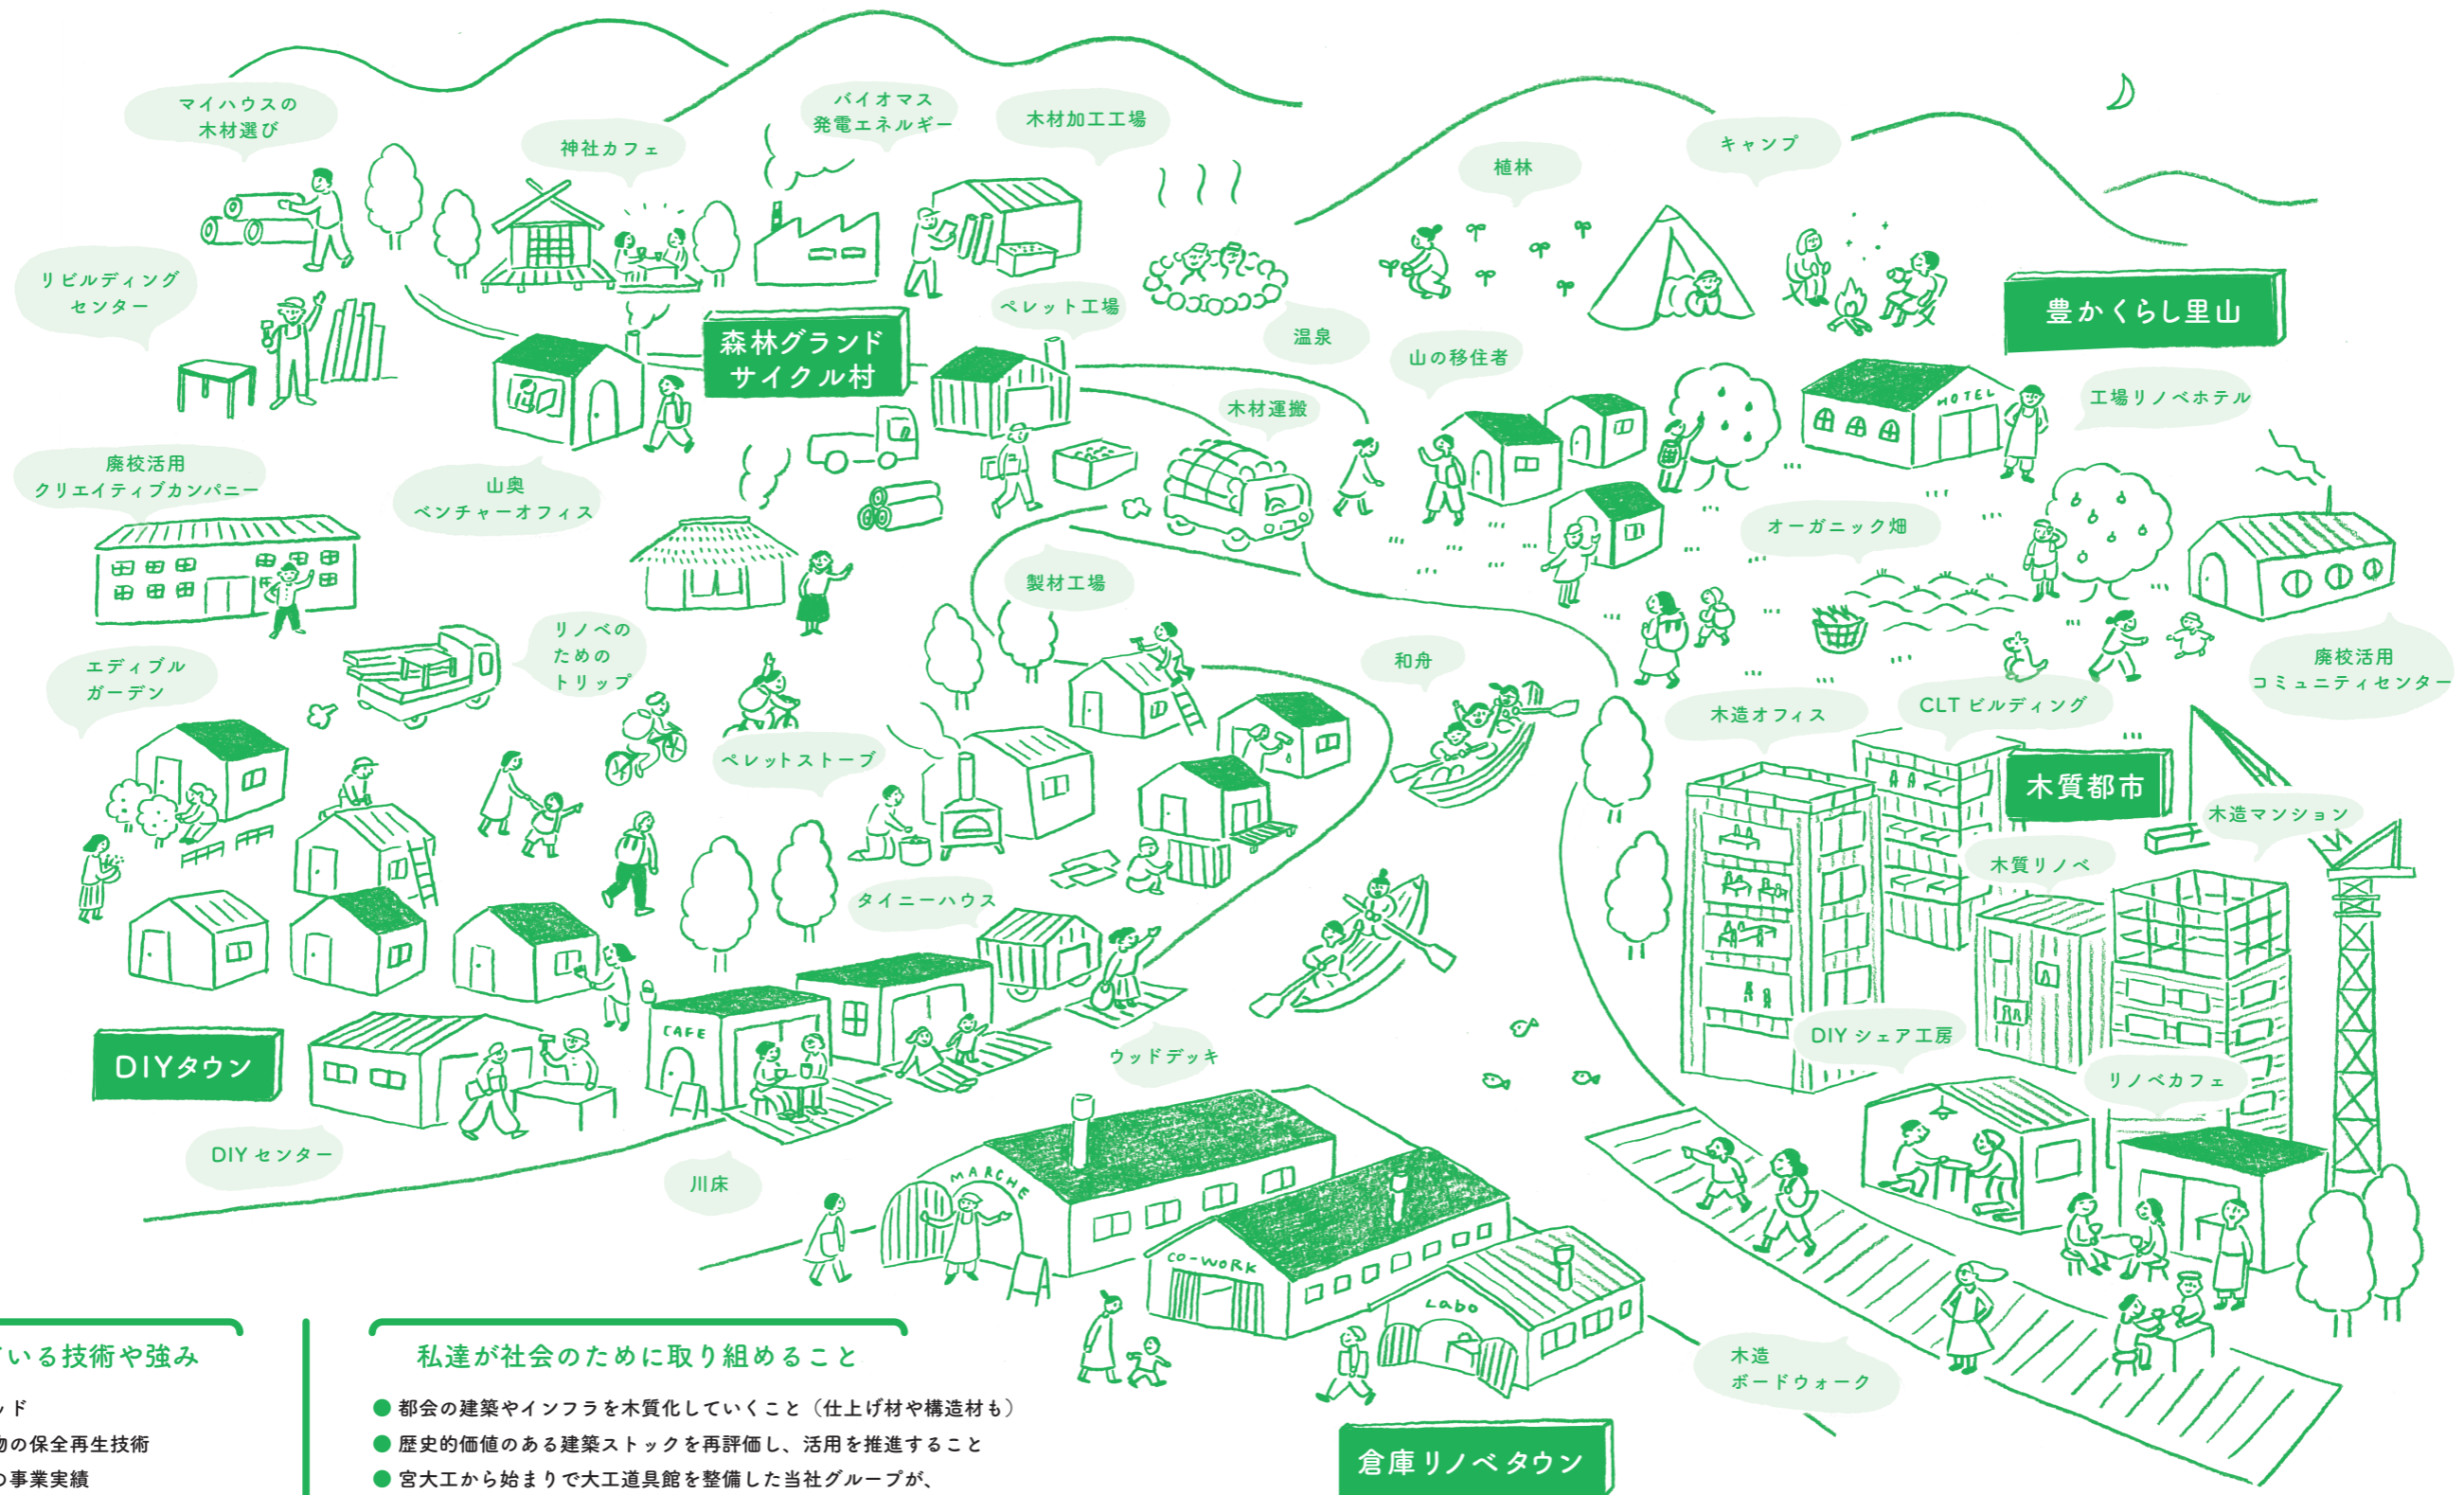 マイハウスの
木材選び
神社カフェ
バイオマス
発電エネルギー
木材加工工場
植林
キャンプ
リビルディング
センター
森林グランド
サイクル村
ペレット工場
温泉
山の移住者
豊かくらし里山
木材運搬
HOTEL
工場リノベホテル
廃校活用
クリエイティブカンパニー
山奥
ベンチャーオフィス
オーガニック畑
製材工場
エディブル
ガーデン
リノベの
ための
トリップ
和舟
廃校活用
コミュニティセンター
木造オフィス
CLT ビルディング
ペレットストーブ
木質都市
木造マンション
木質リノベ
タイニーハウス
DIYタウン
CAFE
ウッドデッキ
DIY シェア工房
リノベカフェ
DIY センター
川床
MARCHE
CO-WORK
Labo
木造
ボードウォーク
倉庫リノベタウン
いる技術や強み
ッド
物の保全再生技術
の事業実績
私達が社会のために取り組めること
● 都会の建築やインフラを木質化していくこと（仕上げ材や構造材も）
● 歴史的価値のある建築ストックを再評価し、活用を推進すること
● 宮大工から始まりで大工道具館を整備した当社グループが、